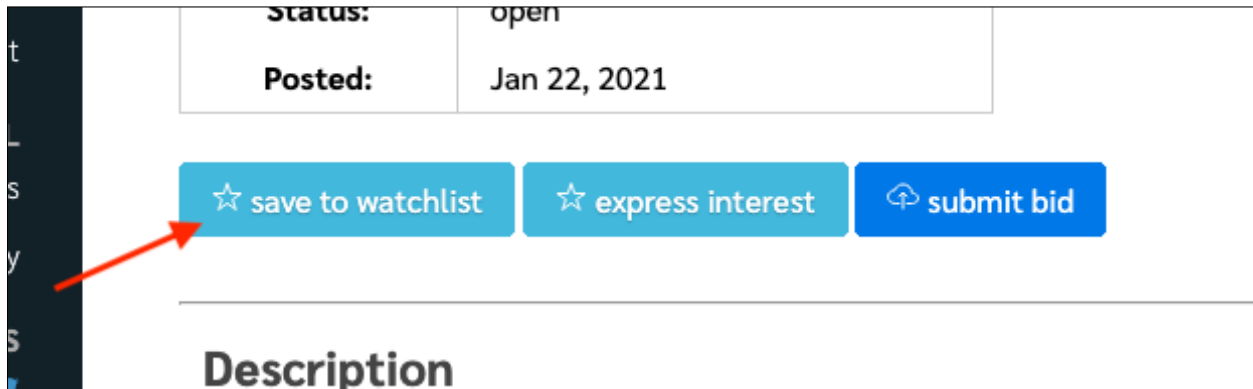 Status: open
t
Posted: Jan 22, 2021
L
s
save to watchlist express interest submit bid
y
s
Description